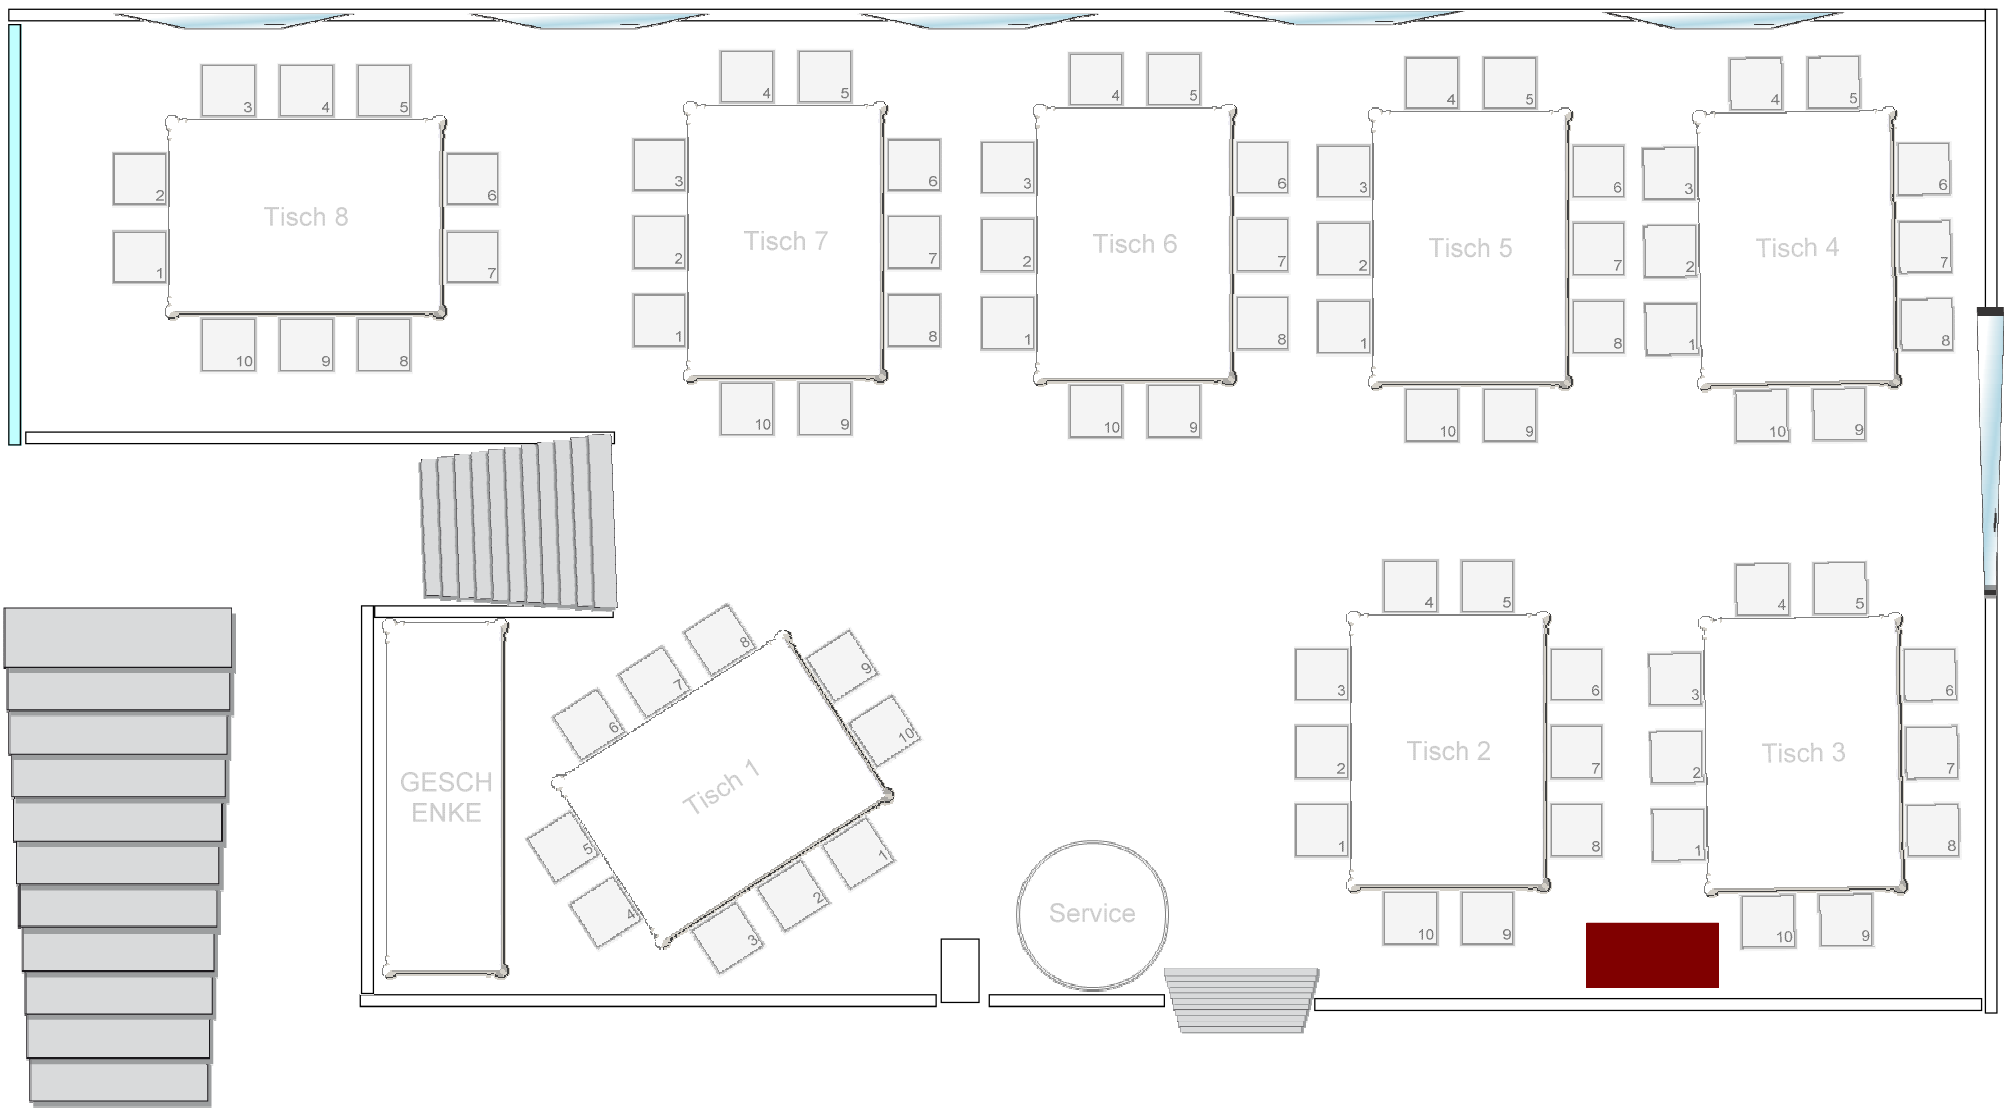 3 4 5
2 6
Tisch 8
1 7
10 9 8
4 5
3 6
2 Tisch 7 7
1 8
10 9
4 5
3 6
2 Tisch 6 7
1 8
10 9
4 5
3 6
2 Tisch 5 7
1 8
10 9
4 5
3 6
2 Tisch 4 7
1 8
10 9
GESCH
ENKE
8
7 9
6 10
Tisch 1
5 1
4 2
3
Service
4 5
3 6
2 Tisch 2 7
1 8
10 9
4 5
3 6
2 Tisch 3 7
1 8
10 9